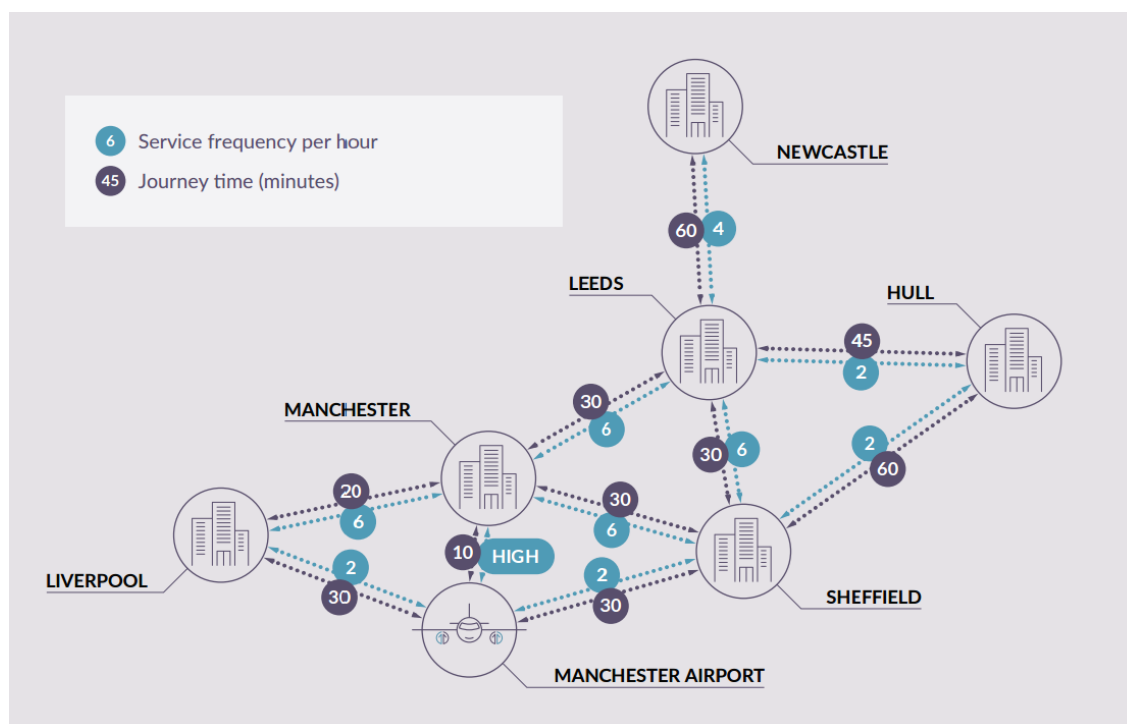 6 Service frequency per hour
45 Journey time (minutes)
NEWCASTLE
60 4
LEEDS
HULL
45
2
MANCHESTER
30
6
2
60
30 6
20
6
30
6
10 HIGH
LIVERPOOL
2
30
2
30
SHEFFIELD
MANCHESTER AIRPORT